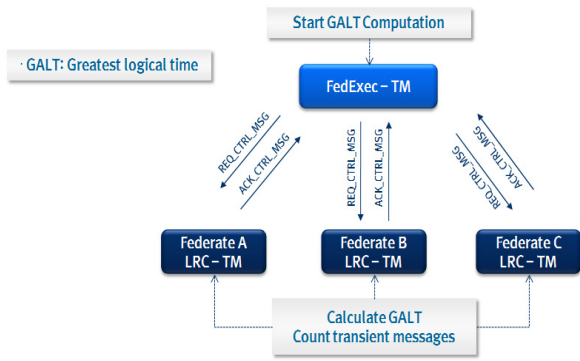 Start GALT Computation
· GALT: Greatest logical time
FedExec – TM
REQ_CTRL_MSG
ACK_CTRL_MSG
REQ_CTRL_MSG
ACK_CTRL_MSG
REQ_CTRL_MSG
ACK_CTRL_MSG
Federate A
LRC – TM
Federate B
LRC – TM
Federate C
LRC – TM
Calculate GALT
Count transient messages